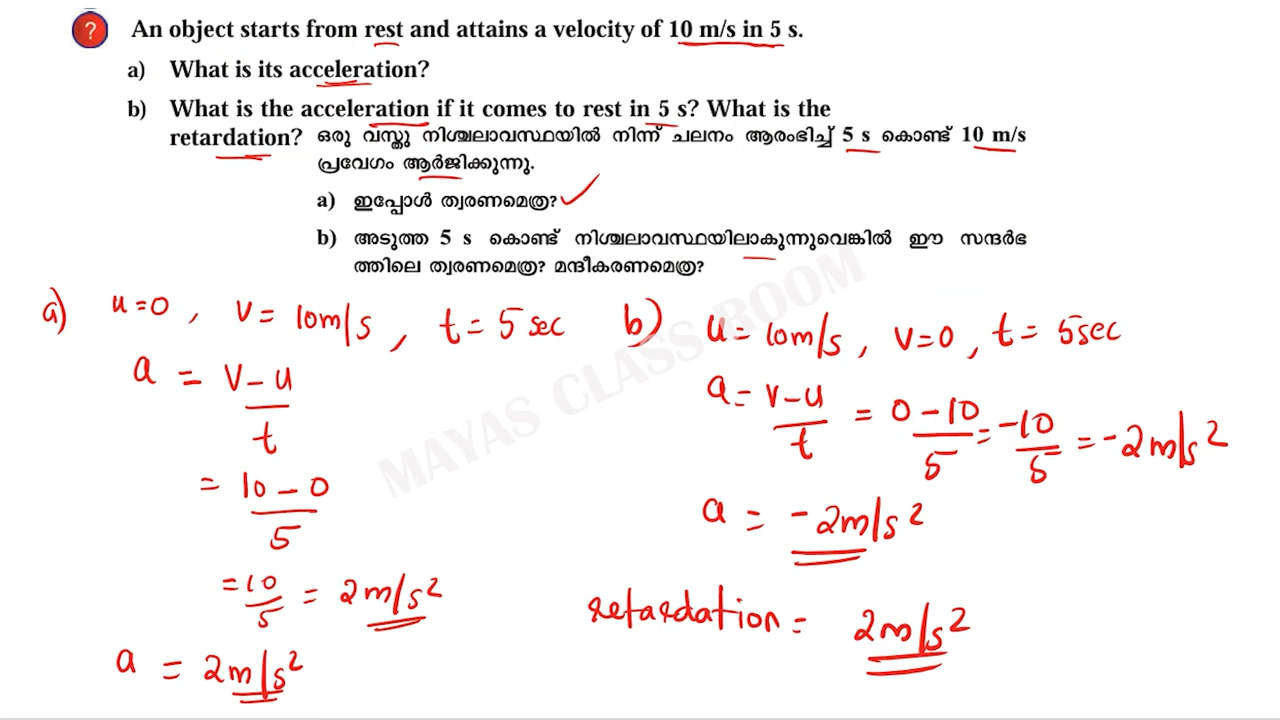 ?
An object starts from rest and attains a velocity of 10 m/s in 5 s.
a) What is its acceleration?
b) What is the acceleration if it comes to rest in 5 s? What is the
retardation? ഒരു വസ്തു നിശ്ചലാവസ്ഥയിൽ നിന്ന് ചലനം ആരംഭിച്ച് 5 s കൊണ്ട് 10 m/s
പ്രവേഗം ആർജിക്കുന്നു.
a) ഇപ്പോൾ ത്വരണമെത്ര?
b) അടുത്ത 5 s കൊണ്ട് നിശ്ചലാവസ്ഥയിലാകുന്നുവെങ്കിൽ ഈ സന്ദർഭ
ത്തിലെ ത്വരണമെത്ര? മന്ദീകരണമെത്ര?
MAYAS CLASS ROOM
a) u=0 , v= 10m/s , t= 5 sec
a = v-u/t
= 10-0/5
=10/5 = 2m/s²
a = 2m/s²
b) u=10m/s, v=0, t= 5sec
a= v-u/t = 0-10/5 = -10/5 = -2m/s²
a = -2m/s²
retardation = 2m/s²